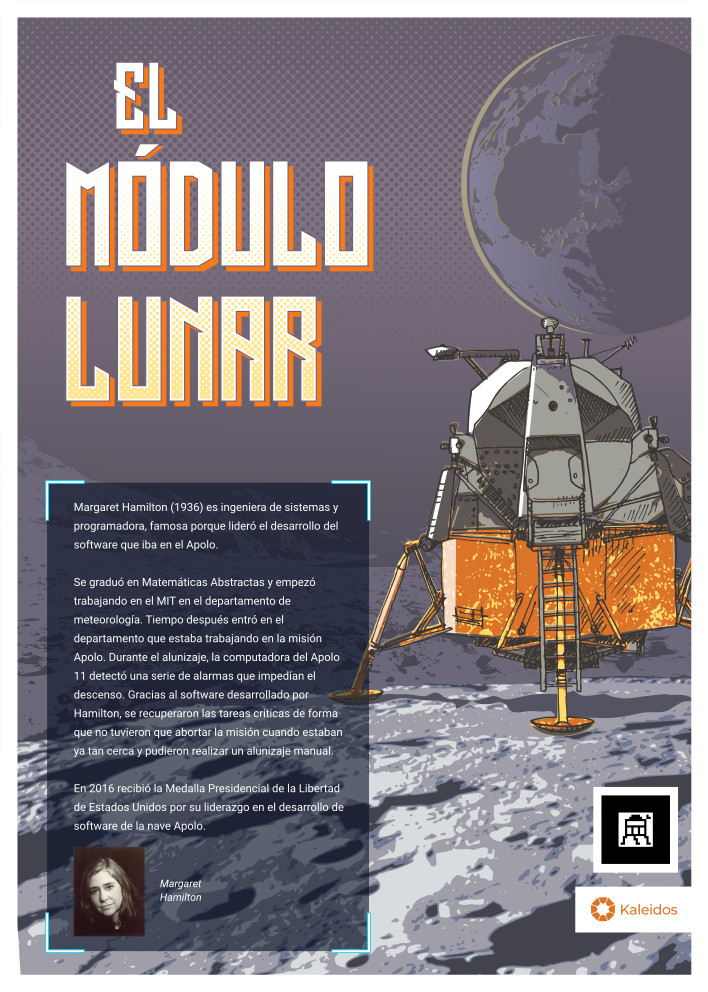 EL
MÓDULO
LUNAR
Margaret Hamilton (1936) es ingeniera de sistemas y
programadora, famosa porque lideró el desarrollo del
software que iba en el Apolo.
Se graduó en Matemáticas Abstractas y empezó
trabajando en el MIT en el departamento de
meteorología. Tiempo después entró en el
departamento que estaba trabajando en la misión
Apolo. Durante el alunizaje, la computadora del Apolo
11 detectó una serie de alarmas que impedían el
descenso. Gracias al software desarrollado por
Hamilton, se recuperaron las tareas críticas de forma
que no tuvieron que abortar la misión cuando estaban
ya tan cerca y pudieron realizar un alunizaje manual.
En 2016 recibió la Medalla Presidencial de la Libertad
de Estados Unidos por su liderazgo en el desarrollo de
software de la nave Apolo.
Margaret
Hamilton
Kaleidos